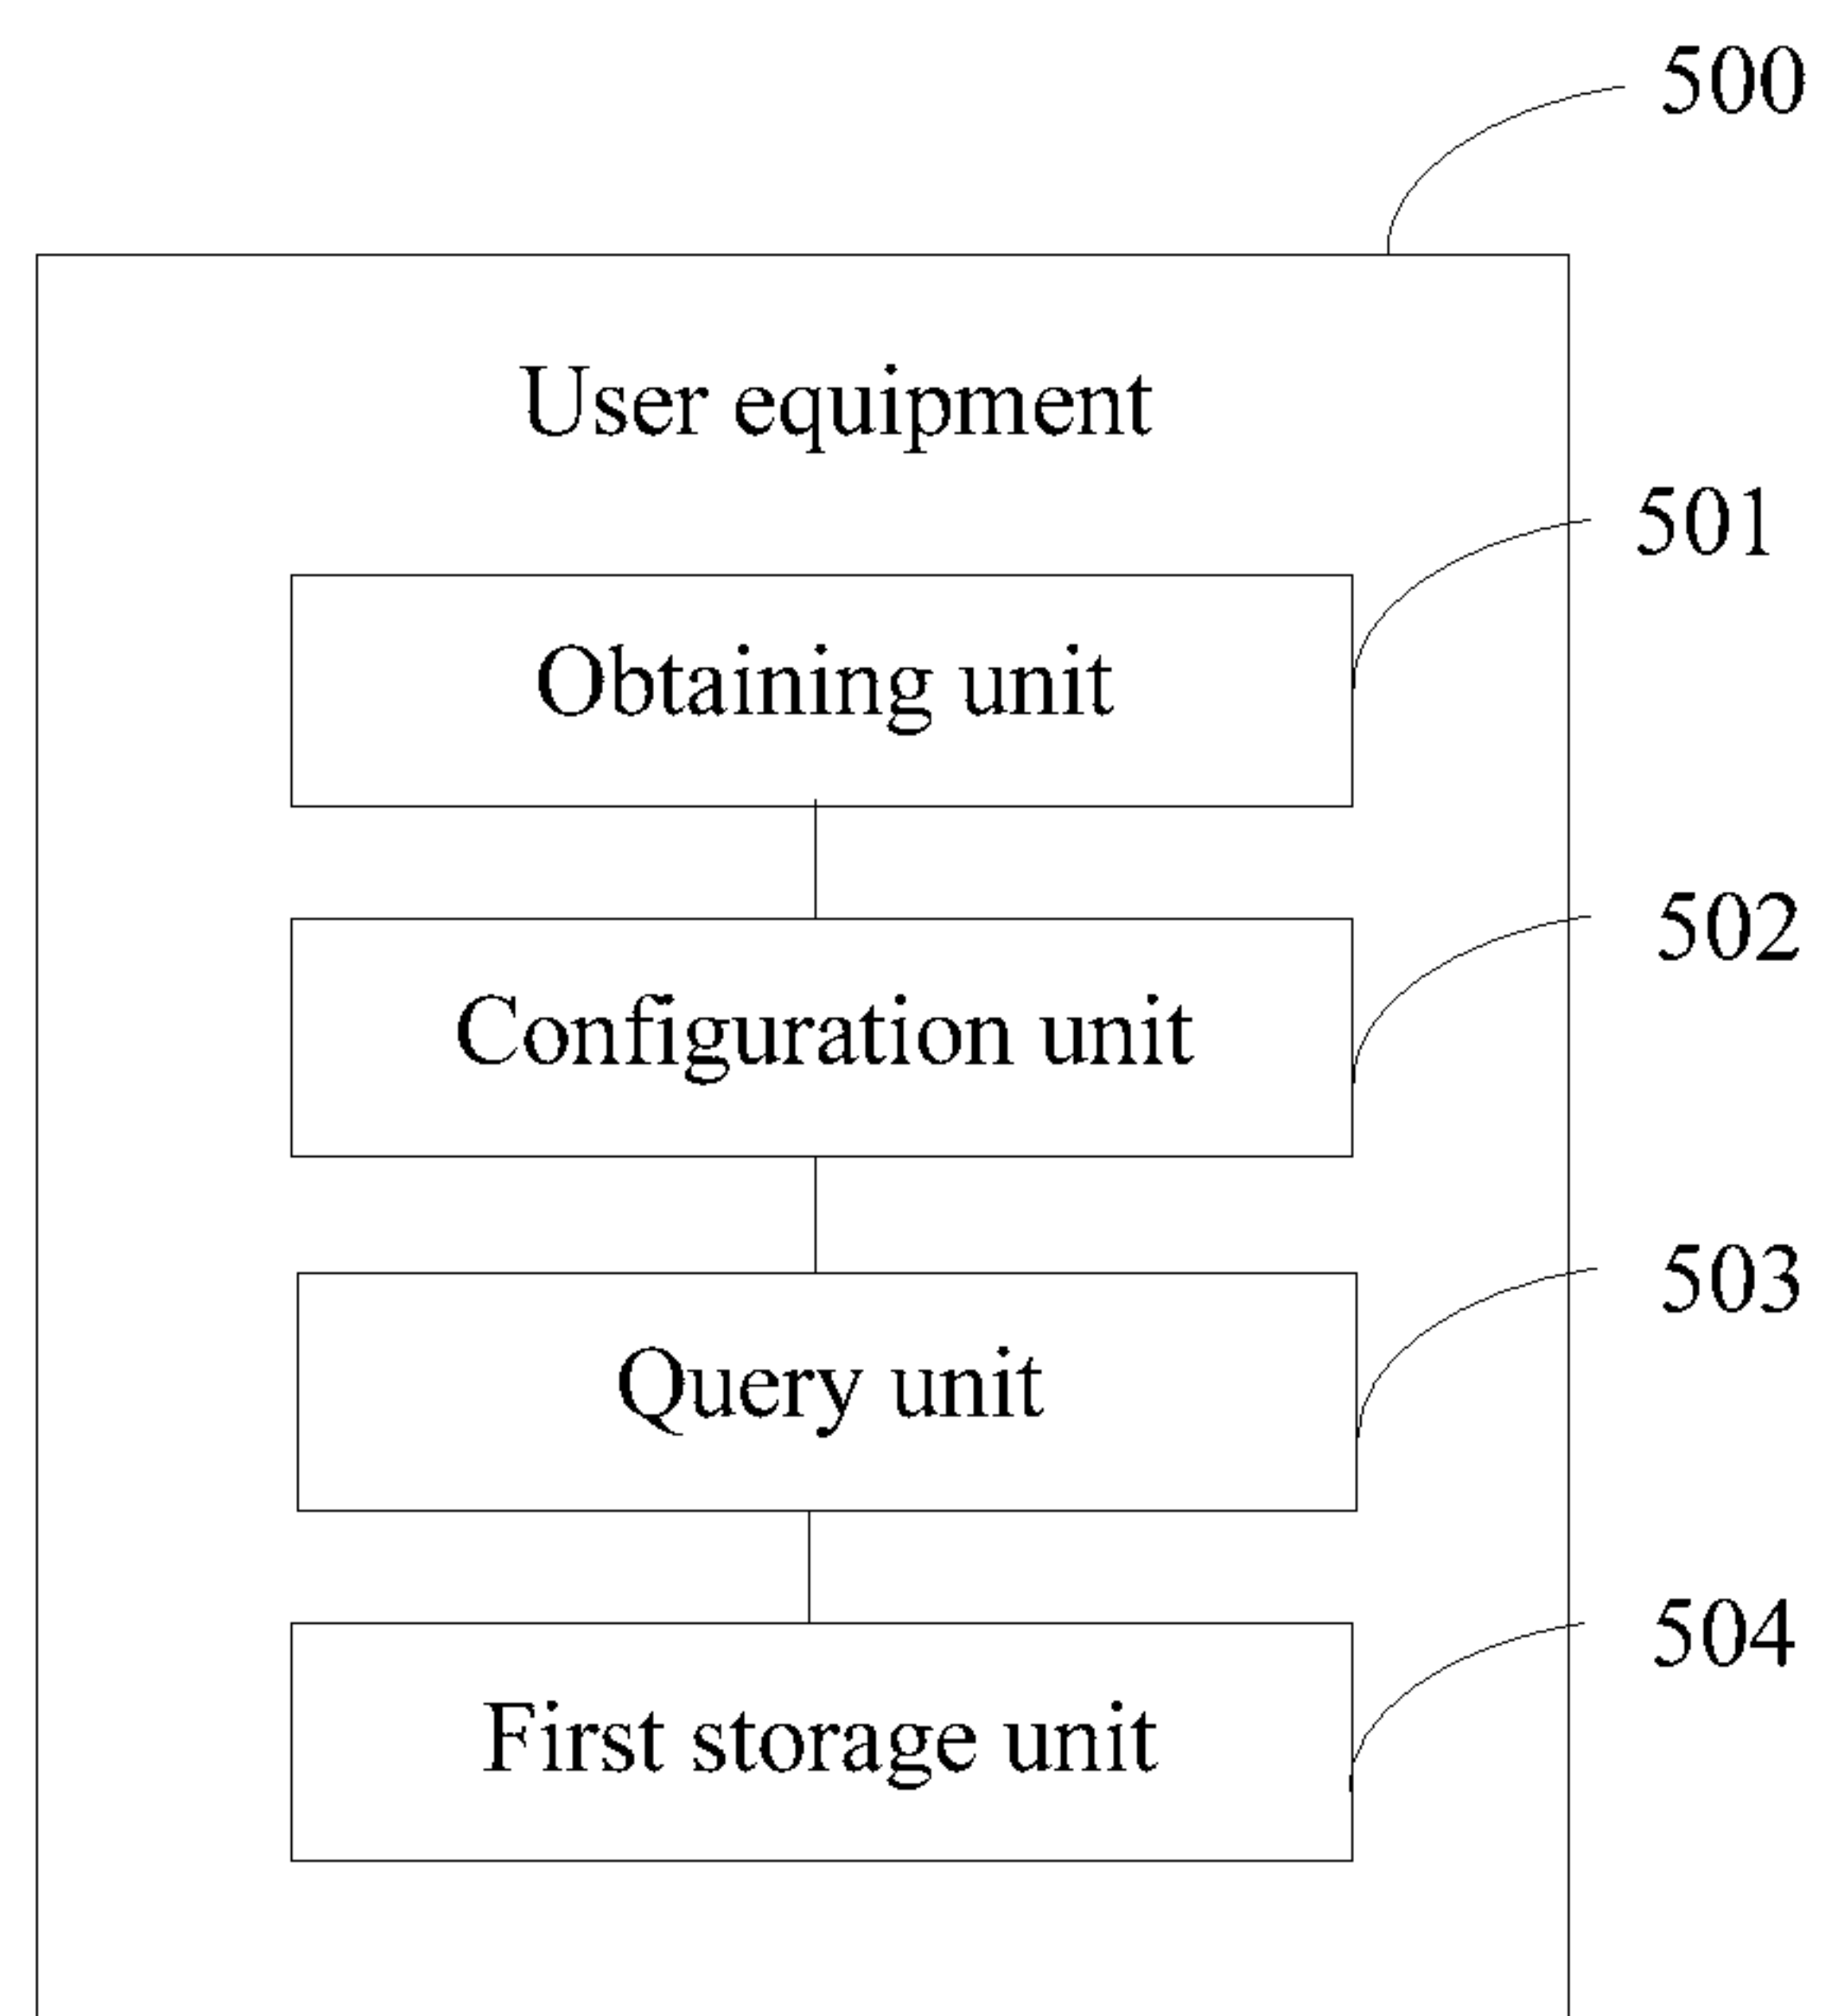 500
User equipment
501
Obtaining unit
502
Configuration unit
503
Query unit
504
First storage unit